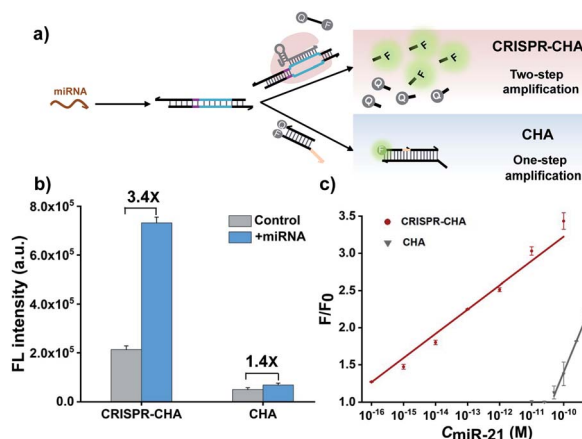 a)
Q
F
miRNA
F
F
F
F
Q
Q
Q
Q
CRISPR-CHA
Two-step
amplification
Q
F
F
CHA
One-step
amplification
b)
FL intensity (a.u.)
8.0x10⁵
6.0x10⁵
4.0x10⁵
2.0x10⁵
0.0
3.4X
Control
+miRNA
1.4X
CRISPR-CHA
CHA
c)
F/F₀
3.5
3.0
2.5
2.0
1.5
1.0
CRISPR-CHA
CHA
10⁻¹⁶ 10⁻¹⁵ 10⁻¹⁴ 10⁻¹³ 10⁻¹² 10⁻¹¹ 10⁻¹⁰
CmiR-21 (M)